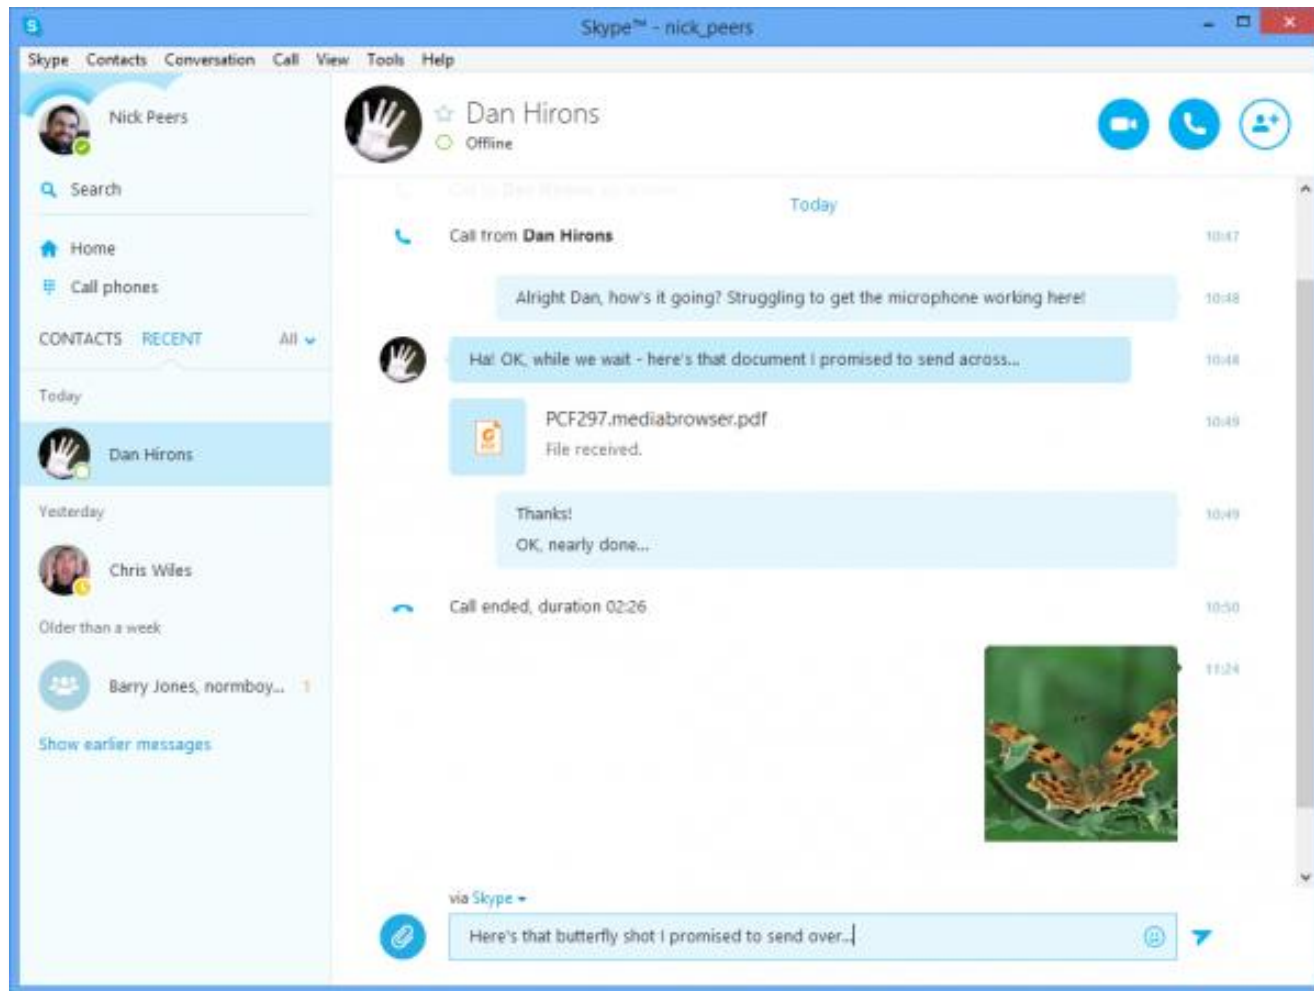 Skype™ - nick_peers
Skype Contacts Conversation Call View Tools Help
Nick Peers
Search
Home
Call phones
CONTACTS RECENT All
Today
Dan Hirons
Yesterday
Chris Wiles
Older than a week
Barry Jones, normboy... 1
Show earlier messages
Dan Hirons
Offline
Today
Call from Dan Hirons 10:47
Alright Dan, how's it going? Struggling to get the microphone working here! 10:48
Ha! OK, while we wait - here's that document I promised to send across... 10:48
PCF297.mediabrowser.pdf 10:49
File received.
Thanks! 10:49
OK, nearly done...
Call ended, duration 02:26 10:50
11:24
via Skype
Here's that butterfly shot I promised to send over...